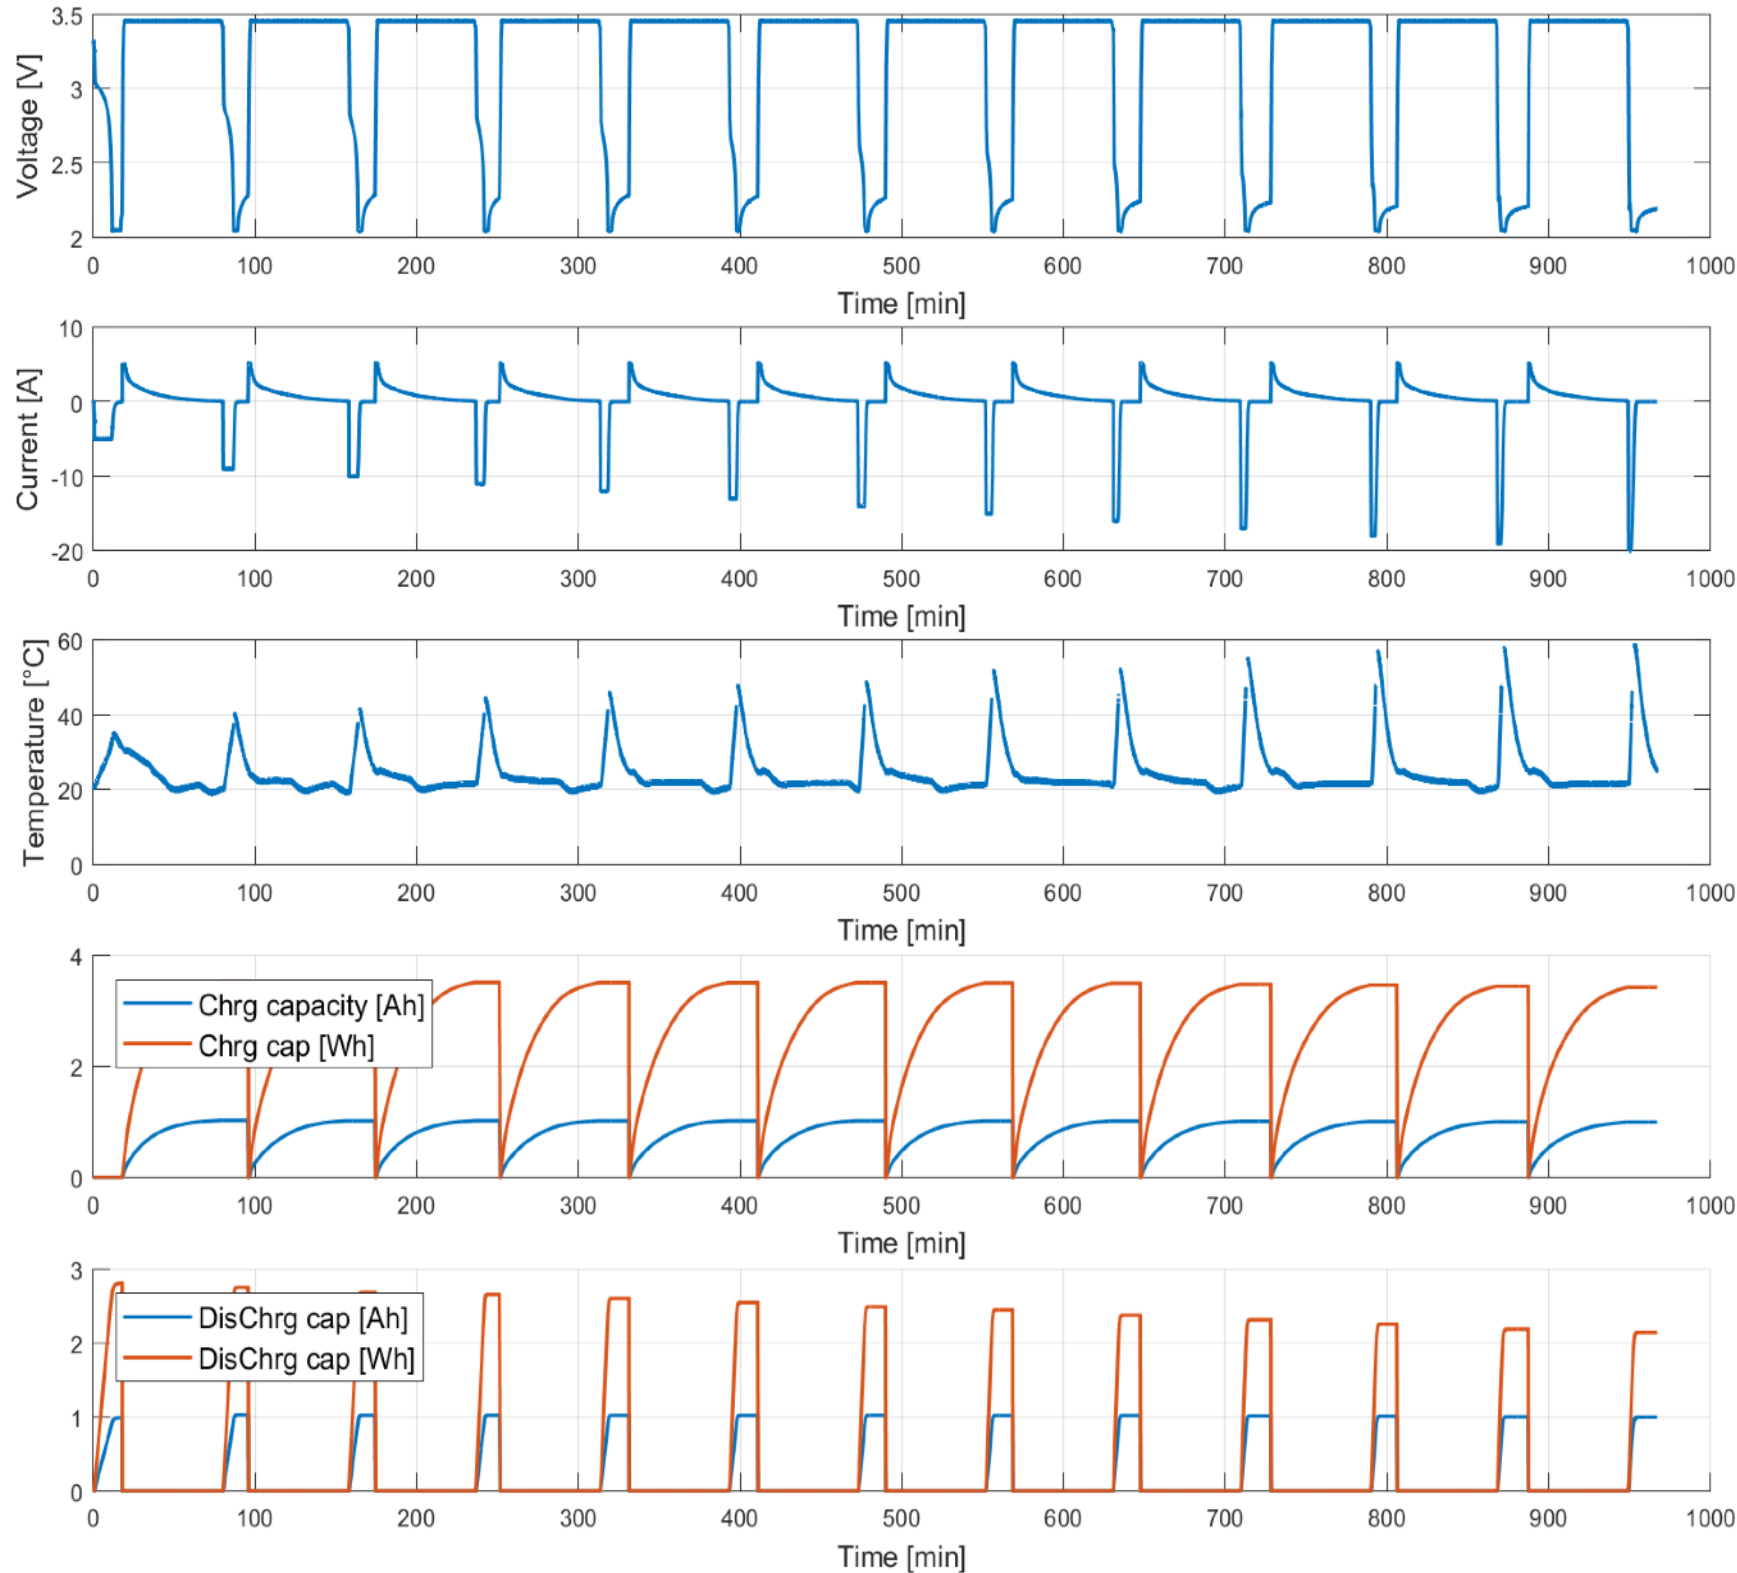 3.5
3
2.5
2
Voltage [V]
0 100 200 300 400 500 600 700 800 900 1000
Time [min]
10
0
-10
-20
Current [A]
0 100 200 300 400 500 600 700 800 900 1000
Time [min]
60
40
20
0
Temperature [°C]
0 100 200 300 400 500 600 700 800 900 1000
Time [min]
4
2
0
Chrg capacity [Ah]
Chrg cap [Wh]
0 100 200 300 400 500 600 700 800 900 1000
Time [min]
3
2
1
0
DisChrg cap [Ah]
DisChrg cap [Wh]
0 100 200 300 400 500 600 700 800 900 1000
Time [min]